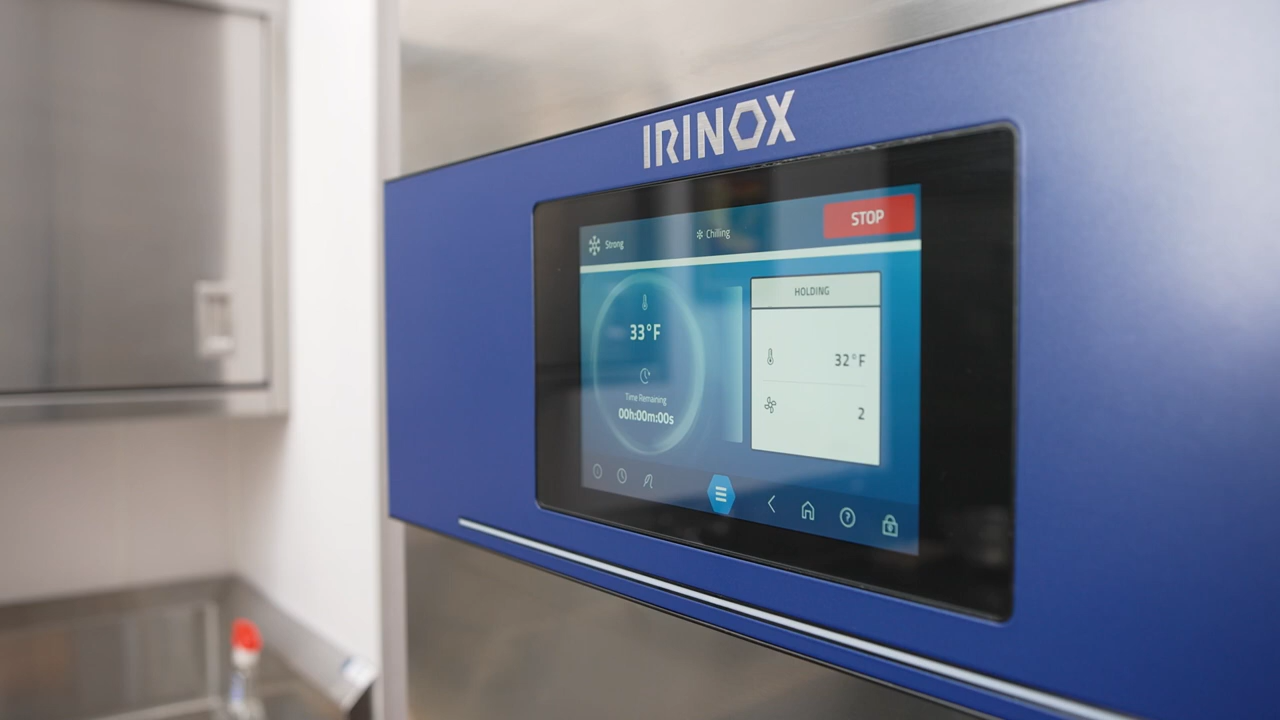 IRINOX
Strong
Chilling
STOP
33°F
Time Remaining
00h:00m:00s
HOLDING
32°F
2
?